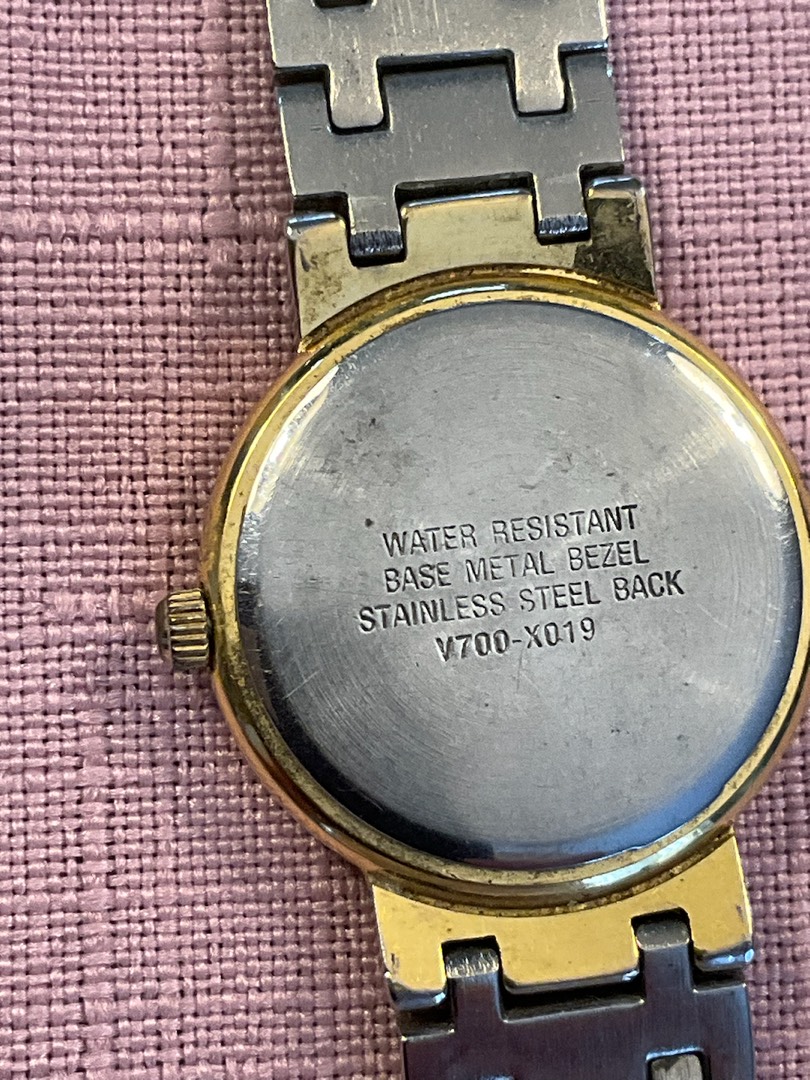 WATER RESISTANT
BASE METAL BEZEL
STAINLESS STEEL BACK
V700-X019